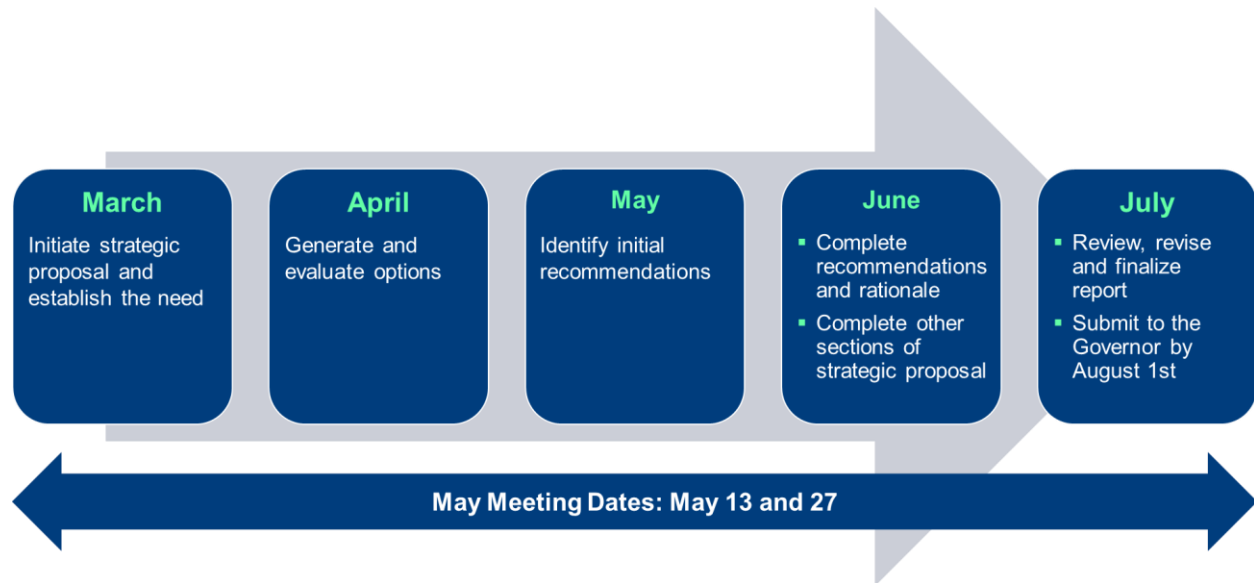 March
Initiate strategic
proposal and
establish the need
April
Generate and
evaluate options
May
Identify initial
recommendations
June
▪ Complete
recommendations
and rationale
▪ Complete other
sections of
strategic proposal
July
▪ Review, revise
and finalize
report
▪ Submit to the
Governor by
August 1st
May Meeting Dates: May 13 and 27